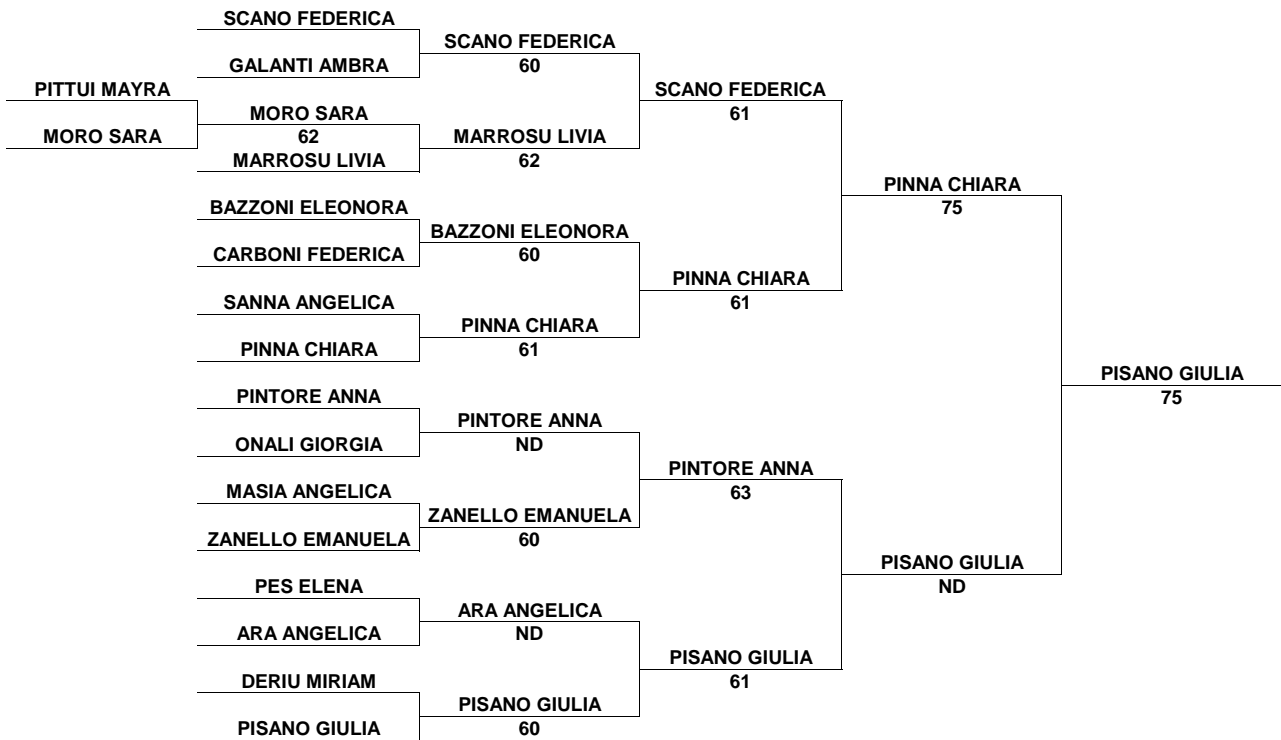 SCANO FEDERICA
SCANO FEDERICA
60
GALANTI AMBRA
PITTUI MAYRA
SCANO FEDERICA
61
MORO SARA
MORO SARA
62
MARROSU LIVIA
62
MARROSU LIVIA
PINNA CHIARA
75
BAZZONI ELEONORA
BAZZONI ELEONORA
60
CARBONI FEDERICA
PINNA CHIARA
61
SANNA ANGELICA
PINNA CHIARA
61
PINNA CHIARA
PISANO GIULIA
75
PINTORE ANNA
PINTORE ANNA
ND
ONALI GIORGIA
PINTORE ANNA
63
MASIA ANGELICA
ZANELLO EMANUELA
60
ZANELLO EMANUELA
PISANO GIULIA
ND
PES ELENA
ARA ANGELICA
ND
ARA ANGELICA
PISANO GIULIA
61
DERIU MIRIAM
PISANO GIULIA
60
PISANO GIULIA